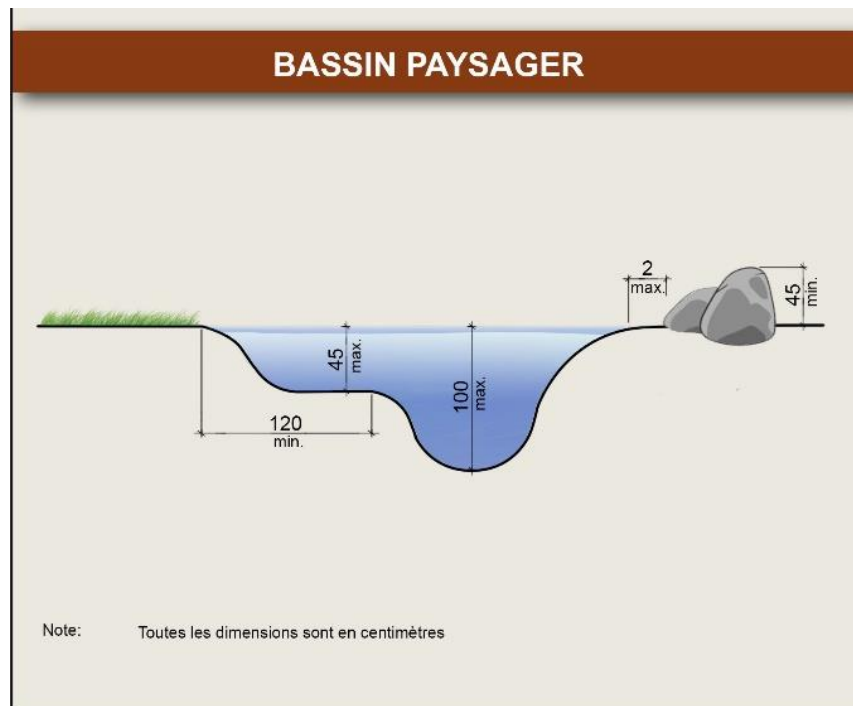 BASSIN PAYSAGER
2
max.
45
min.
45
max.
100
max.
120
min.
Note: Toutes les dimensions sont en centimètres